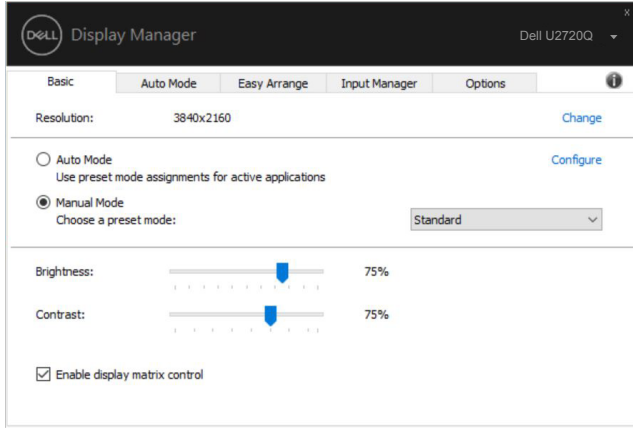 x
DELL Display Manager
Dell U2720Q
Basic Auto Mode Easy Arrange Input Manager Options
Resolution: 3840x2160 Change
Auto Mode Configure
Use preset mode assignments for active applications
Manual Mode
Choose a preset mode: Standard
Brightness: 75%
Contrast: 75%
Enable display matrix control